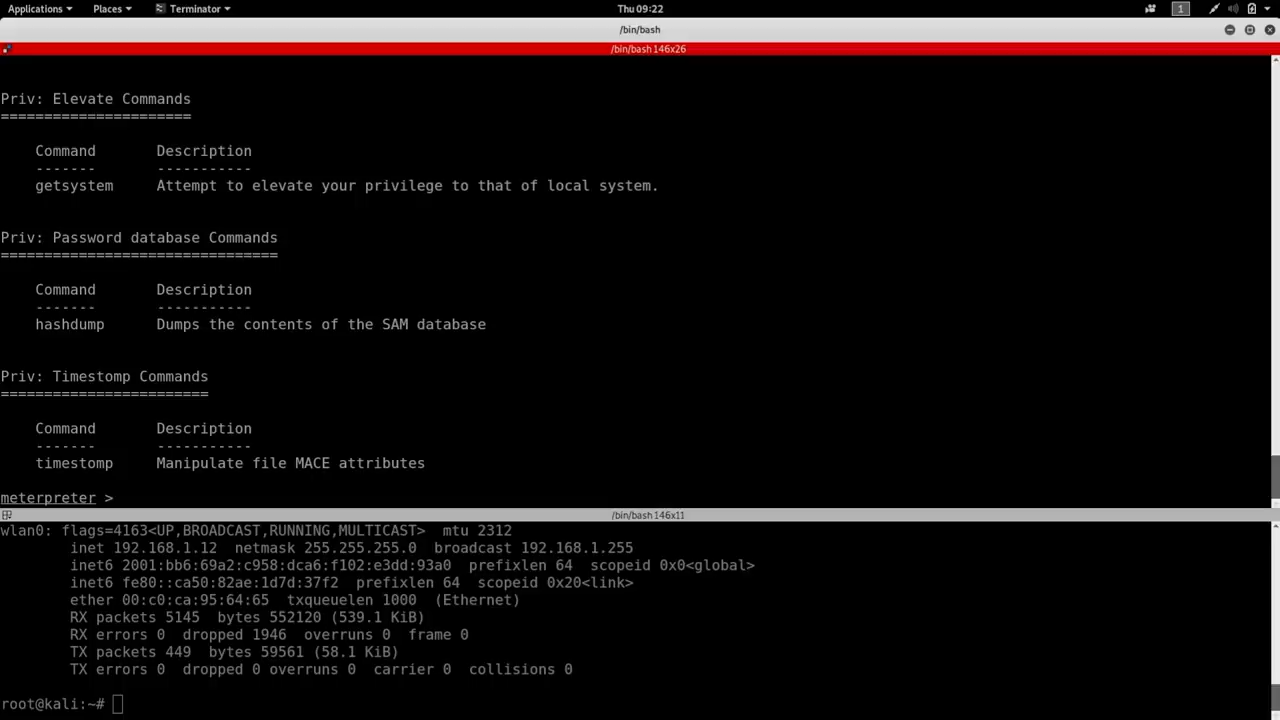 Applications Places Terminator Thu 09:22 1
/bin/bash
/bin/bash 146x26
Priv: Elevate Commands
======================
Command Description
------- -----------
getsystem Attempt to elevate your privilege to that of local system.
Priv: Password database Commands
================================
Command Description
------- -----------
hashdump Dumps the contents of the SAM database
Priv: Timestomp Commands
========================
Command Description
------- -----------
timestomp Manipulate file MACE attributes
meterpreter >
/bin/bash 146x11
wlan0: flags=4163<UP,BROADCAST,RUNNING,MULTICAST> mtu 2312
inet 192.168.1.12 netmask 255.255.255.0 broadcast 192.168.1.255
inet6 2001:bb6:69a2:c958:dca6:f102:e3dd:93a0 prefixlen 64 scopeid 0x0<global>
inet6 fe80::ca50:82ae:1d7d:37f2 prefixlen 64 scopeid 0x20<link>
ether 00:c0:ca:95:64:65 txqueuelen 1000 (Ethernet)
RX packets 5145 bytes 552120 (539.1 KiB)
RX errors 0 dropped 1946 overruns 0 frame 0
TX packets 449 bytes 59561 (58.1 KiB)
TX errors 0 dropped 0 overruns 0 carrier 0 collisions 0
root@kali:~#